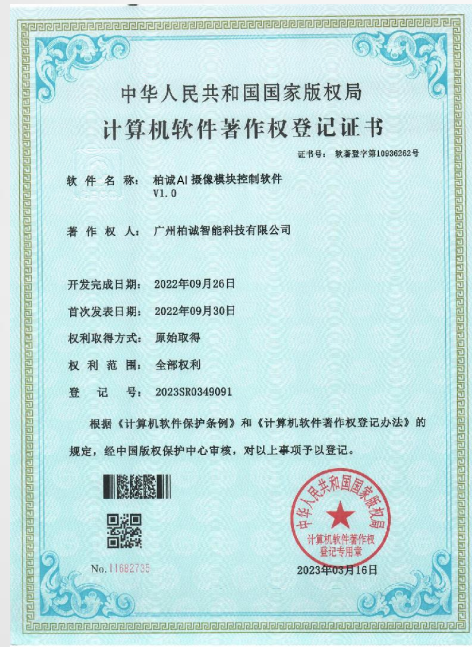 中华人民共和国国家版权局
计算机软件著作权登记证书
证书号： 软著登字第10936262号
软件名称： 柏诚AI摄像模块控制软件
V1.0
著作权人： 广州柏诚智能科技有限公司
开发完成日期： 2022年09月26日
首次发表日期： 2022年09月30日
权利取得方式： 原始取得
权利范围： 全部权利
登记号： 2023SR0349091
根据《计算机软件保护条例》和《计算机软件著作权登记办法》的
规定，经中国版权保护中心审核，对以上事项予以登记。
中华人民共和国国家版权局
计算机软件著作权
登记专用章
No.11682735
2023年03月16日